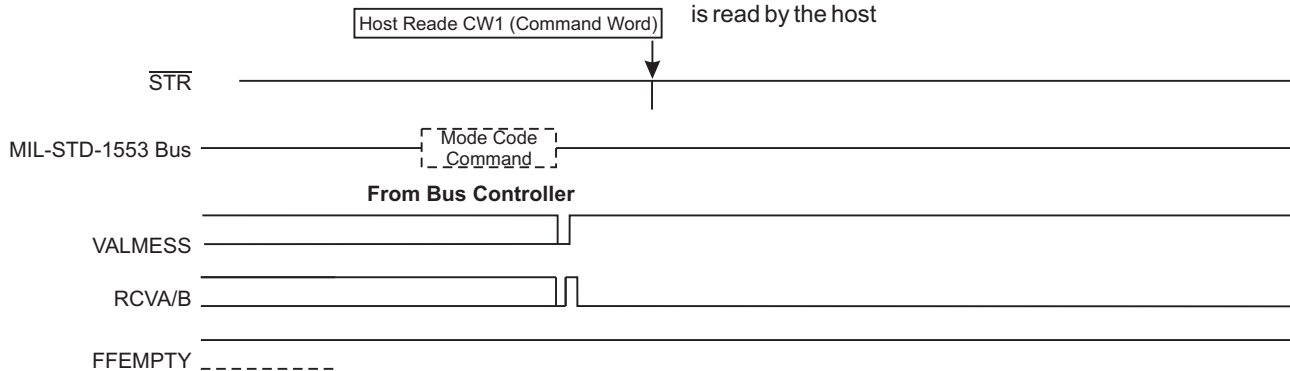 is read by the host
Host Reade CW1 (Command Word)
STR
MIL-STD-1553 Bus
Mode Code
Command
From Bus Controller
VALMESS
RCVA/B
FFEMPTY